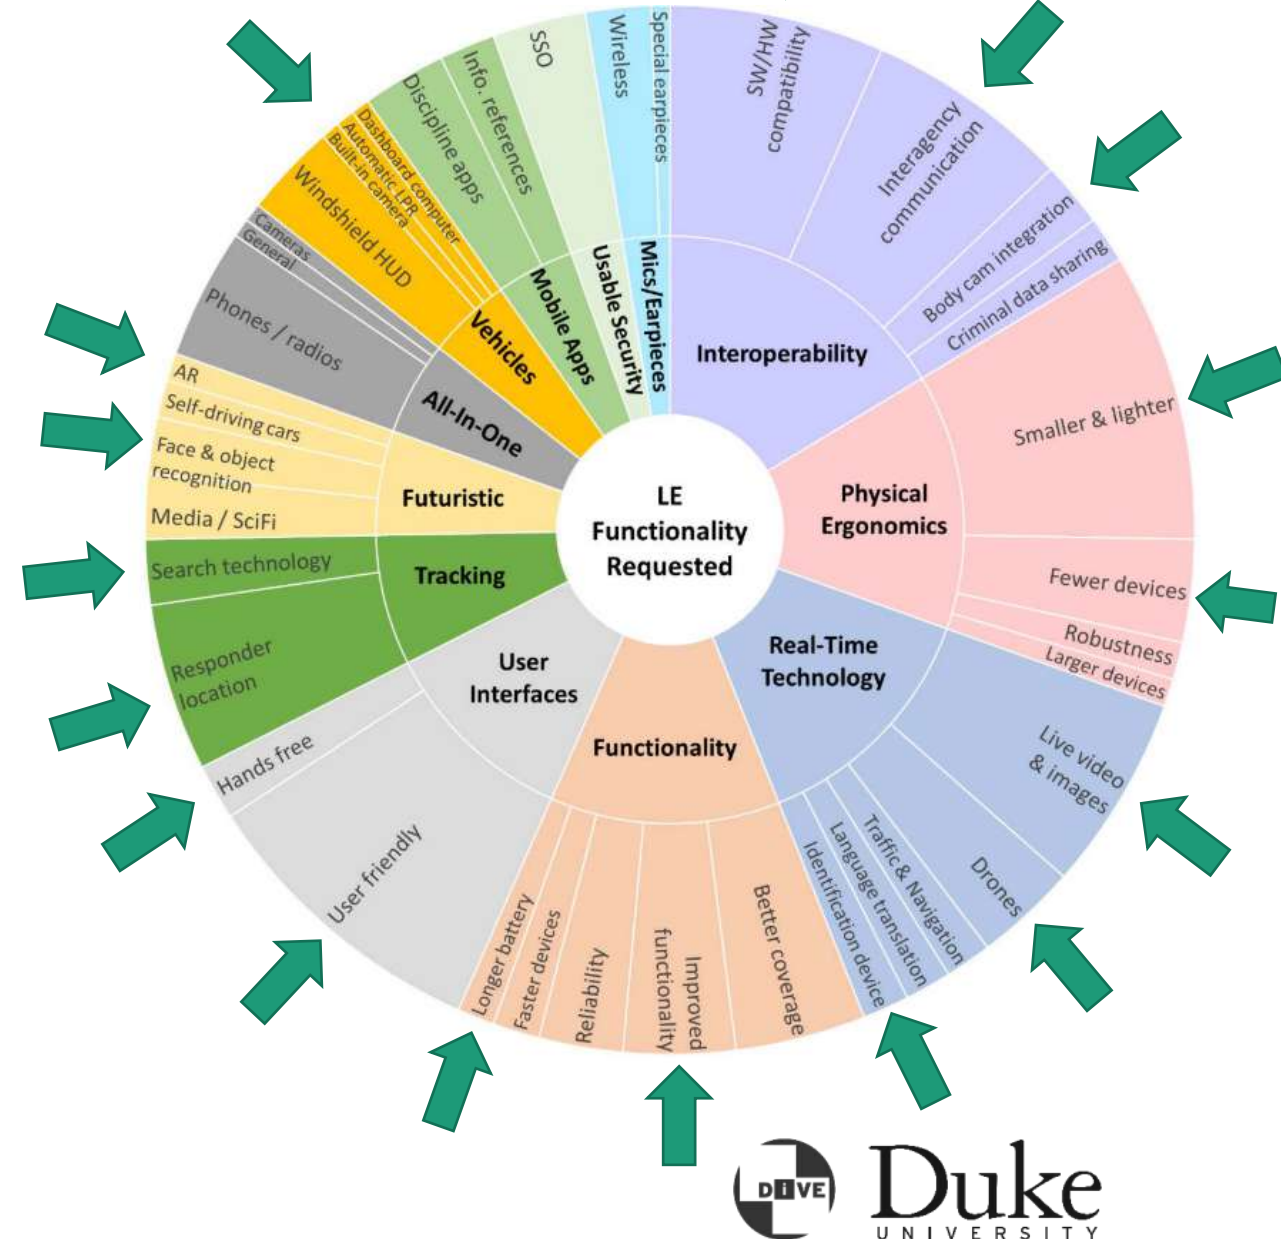 LE
Functionality
Requested
Interoperability
SW/HW
compatibility
Interagency
communication
Body cam integration
Criminal data sharing
Physical
Ergonomics
Smaller & lighter
Fewer devices
Robustness
Larger devices
Real-Time
Technology
Live video
& images
Drones
Traffic & Navigation
Language translation
Identification device
Functionality
Better coverage
Improved
functionality
Reliability
Faster devices
Longer battery
User
Interfaces
User friendly
Hands free
Tracking
Responder
location
Search technology
Futuristic
Media / SciFi
Face & object
recognition
Self-driving cars
AR
All-In-One
Phones / radios
General
Cameras
Vehicles
Windshield HUD
Built-in camera
Automatic LPR
Dashboard computer
Mobile Apps
Discipline apps
Info. references
Usable Security
SSO
Mics/Earpieces
Wireless
Special earpieces
DiVE
Duke
UNIVERSITY